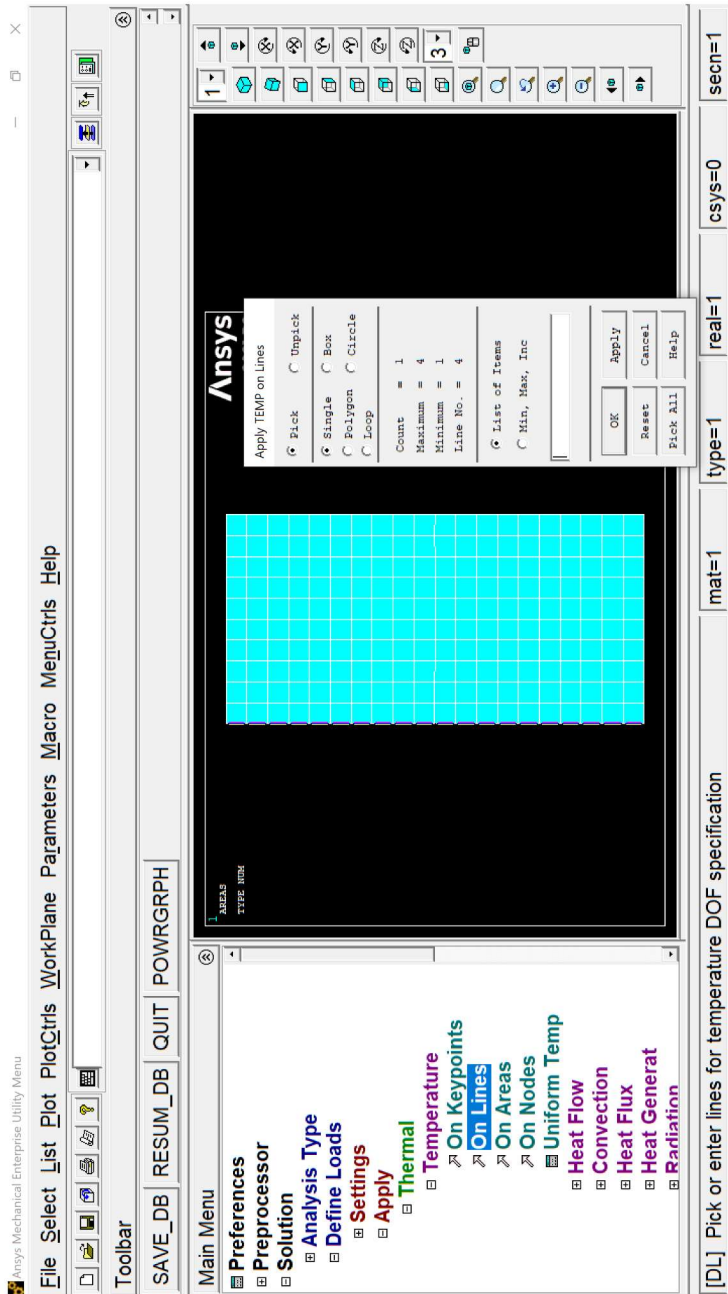 Ansys Mechanical Enterprise Utility Menu
File Select List Plot PlotCtrls WorkPlane Parameters Macro MenuCtrls Help
Toolbar
SAVE_DB RESUM_DB QUIT POWRGRPH
Main Menu
Preferences
Preprocessor
Solution
Analysis Type
Define Loads
Settings
Apply
Thermal
Temperature
On Keypoints
On Lines
On Areas
On Nodes
Uniform Temp
Heat Flow
Convection
Heat Flux
Heat Generat
Radiation
1
AREAS
TYPE NUM
Ansys
Apply TEMP on Lines
Pick Unpick
Single Box
Polygon Circle
Loop
Count = 1
Maximum = 4
Minimum = 1
Line No. = 4
List of Items
Min, Max, Inc
OK Apply
Reset Cancel
Pick All Help
1
3
[DL] Pick or enter lines for temperature DOF specification
mat=1
type=1
real=1
csys=0
secn=1